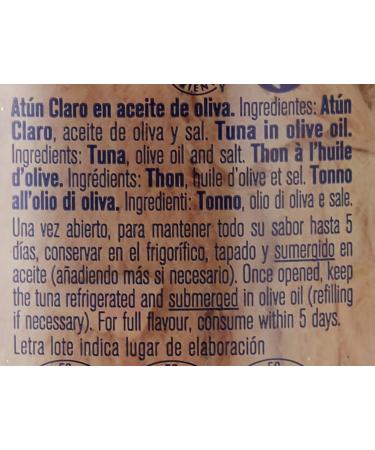 Atún Claro en aceite de oliva. Ingredientes: Atún
Claro, aceite de oliva y sal. Tuna in olive oil.
Ingredients: Tuna, olive oil and salt. Thon à l'huile
d'olive. Ingrédients: Thon, huile d'olive et sel. Tonno
all'olio di oliva. Ingredienti: Tonno, olio di oliva e sale.
Una vez abierto, para mantener todo su sabor hasta 5
días, conservar en el frigorífico, tapado y sumergido en
aceite (añadiendo más si necesario). Once opened, keep
the tuna refrigerated and submerged in olive oil (refilling
if necessary). For full flavour, consume within 5 days.
Letra lote indica lugar de elaboración